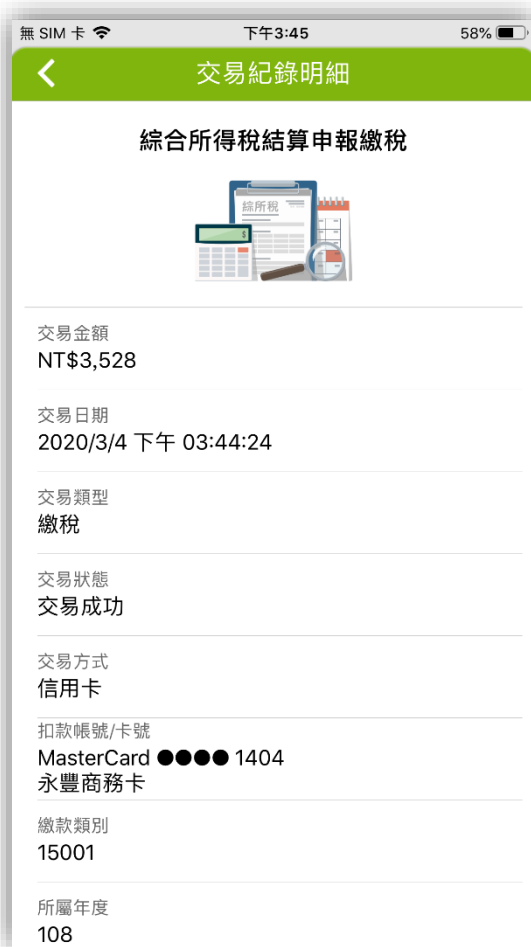 無 SIM 卡 下午3:45 58%
交易紀錄明細
綜合所得稅結算申報繳稅
綜所稅
$
交易金額
NT$3,528
交易日期
2020/3/4 下午 03:44:24
交易類型
繳稅
交易狀態
交易成功
交易方式
信用卡
扣款帳號/卡號
MasterCard ●●●● 1404
永豐商務卡
繳款類別
15001
所屬年度
108